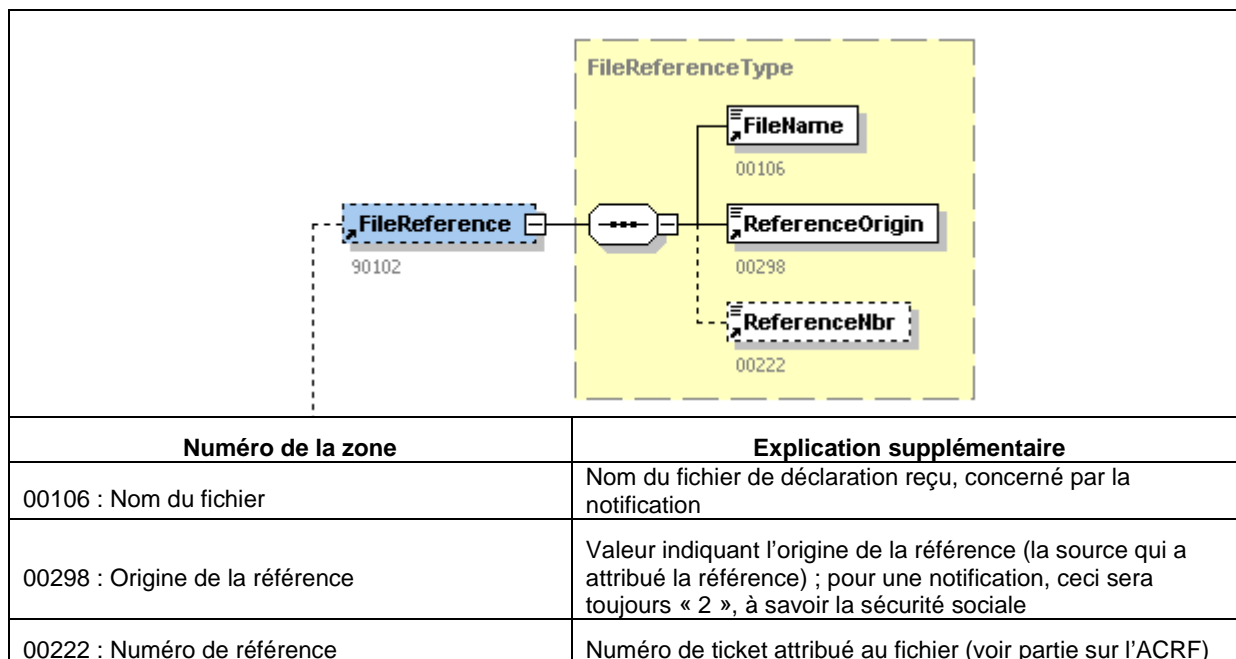 FileReferenceType
FileName
00106
FileReference
90102
ReferenceOrigin
00298
ReferenceNbr
00222
Numéro de la zone
Explication supplémentaire
00106 : Nom du fichier
Nom du fichier de déclaration reçu, concerné par la
notification
00298 : Origine de la référence
Valeur indiquant l’origine de la référence (la source qui a
attribué la référence) ; pour une notification, ceci sera
toujours « 2 », à savoir la sécurité sociale
00222 : Numéro de référence
Numéro de ticket attribué au fichier (voir partie sur l’ACRF)